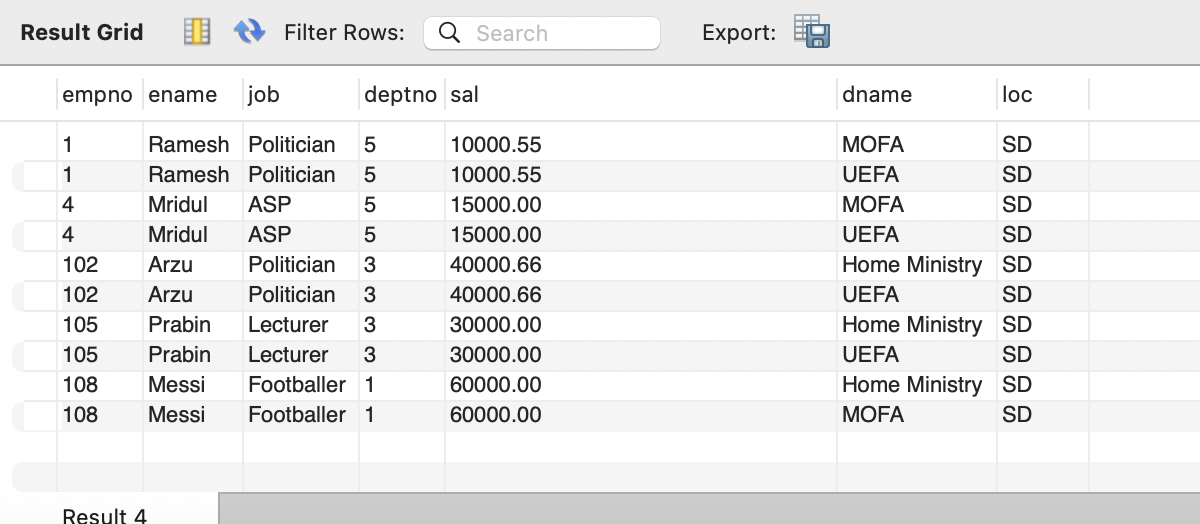 Result Grid Filter Rows: Search Export:
empno ename job deptno sal dname loc
1 Ramesh Politician 5 10000.55 MOFA SD
1 Ramesh Politician 5 10000.55 UEFA SD
4 Mridul ASP 5 15000.00 MOFA SD
4 Mridul ASP 5 15000.00 UEFA SD
102 Arzu Politician 3 40000.66 Home Ministry SD
102 Arzu Politician 3 40000.66 UEFA SD
105 Prabin Lecturer 3 30000.00 Home Ministry SD
105 Prabin Lecturer 3 30000.00 UEFA SD
108 Messi Footballer 1 60000.00 Home Ministry SD
108 Messi Footballer 1 60000.00 MOFA SD
Result 4